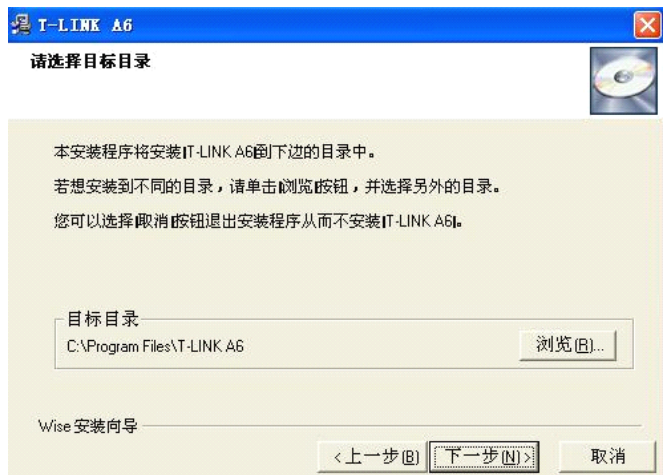 T-LINK A6
请选择目标目录
本安装程序将安装|T-LINK A6|到下边的目录中。
若想安装到不同的目录,请单击|浏览|按钮,并选择另外的目录。
您可以选择|取消|按钮退出安装程序从而不安装|T-LINK A6|。
目标目录
C:\Program Files\T-LINK A6
浏览(R)...
Wise 安装向导
<上一步(B)
下一步(N)>
取消